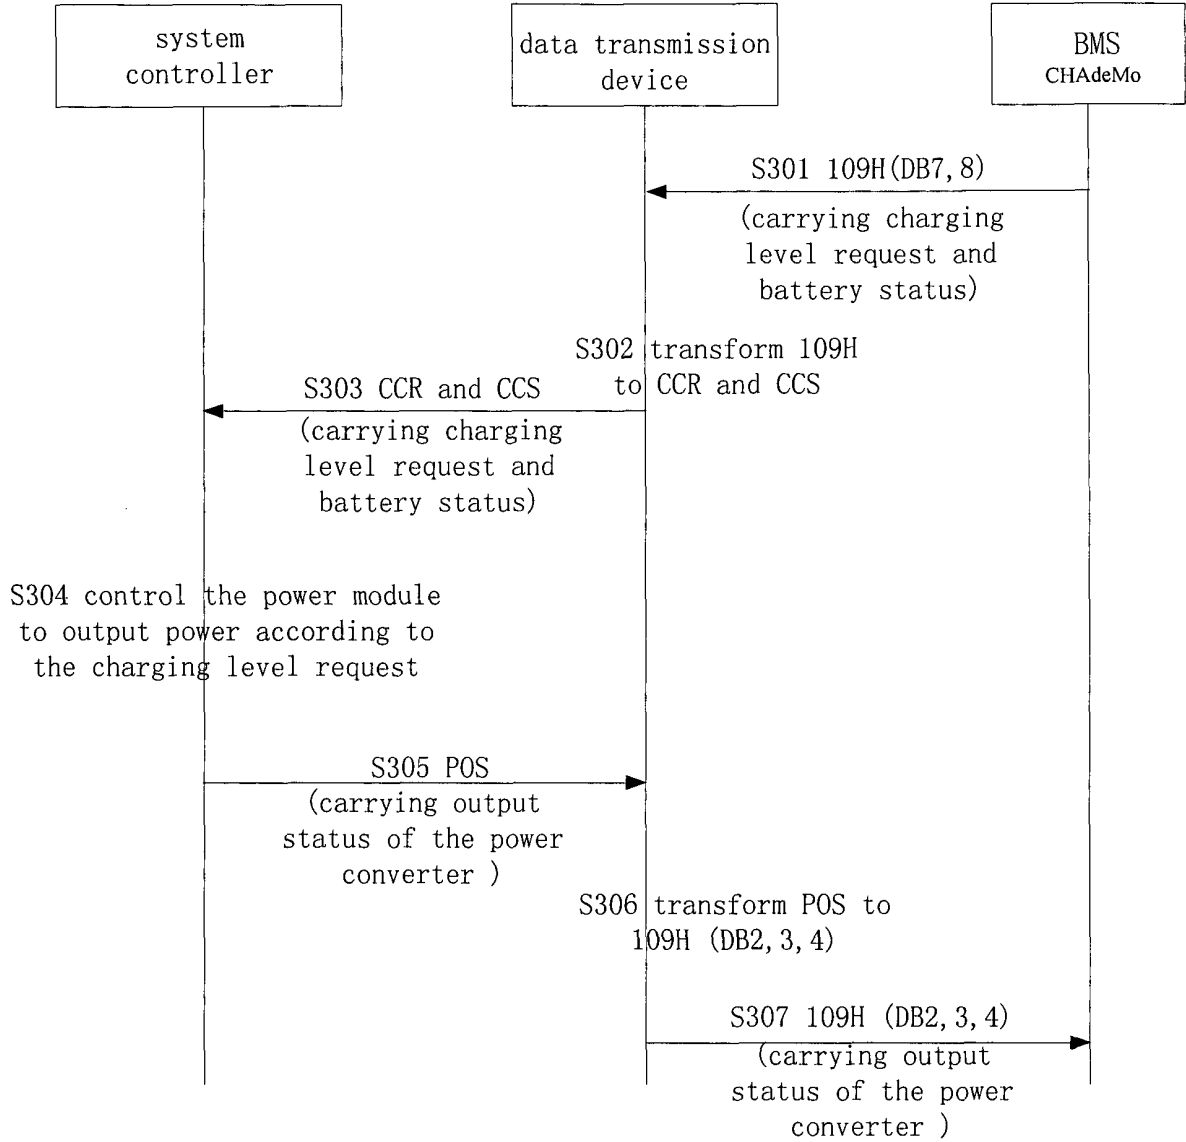 system
controller
data transmission
device
BMS
CHAdeMo
S301 109H(DB7,8)
(carrying charging
level request and
battery status)
S302 transform 109H
to CCR and CCS
S303 CCR and CCS
(carrying charging
level request and
battery status)
S304 control the power module
to output power according to
the charging level request
S305 POS
(carrying output
status of the power
converter )
S306 transform POS to
109H (DB2,3,4)
S307 109H (DB2,3,4)
(carrying output
status of the power
converter )